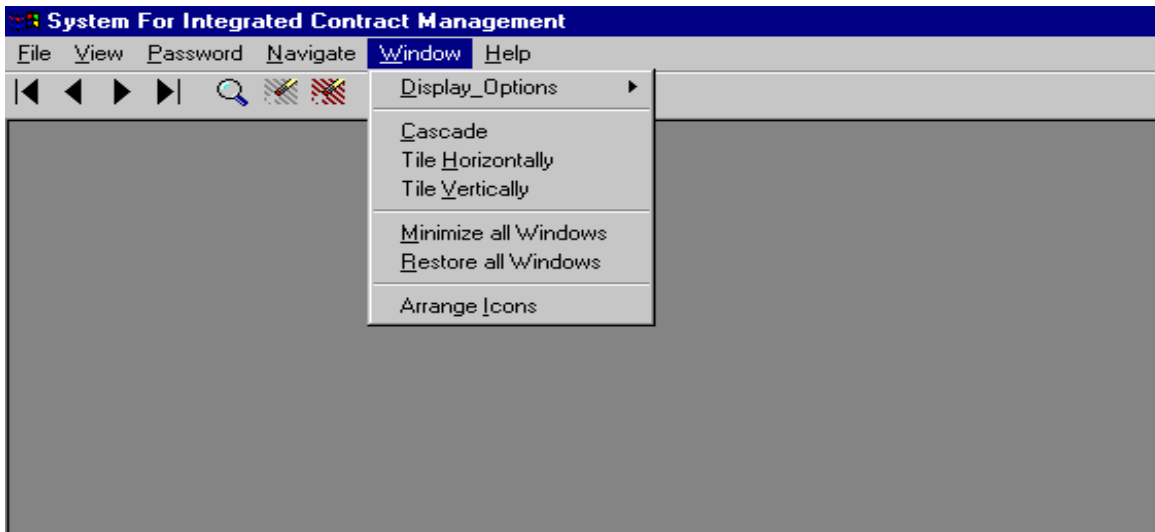 System For Integrated Contract Management
File View Password Navigate Window Help
Display_Options
Cascade
Tile Horizontally
Tile Vertically
Minimize all Windows
Restore all Windows
Arrange Icons